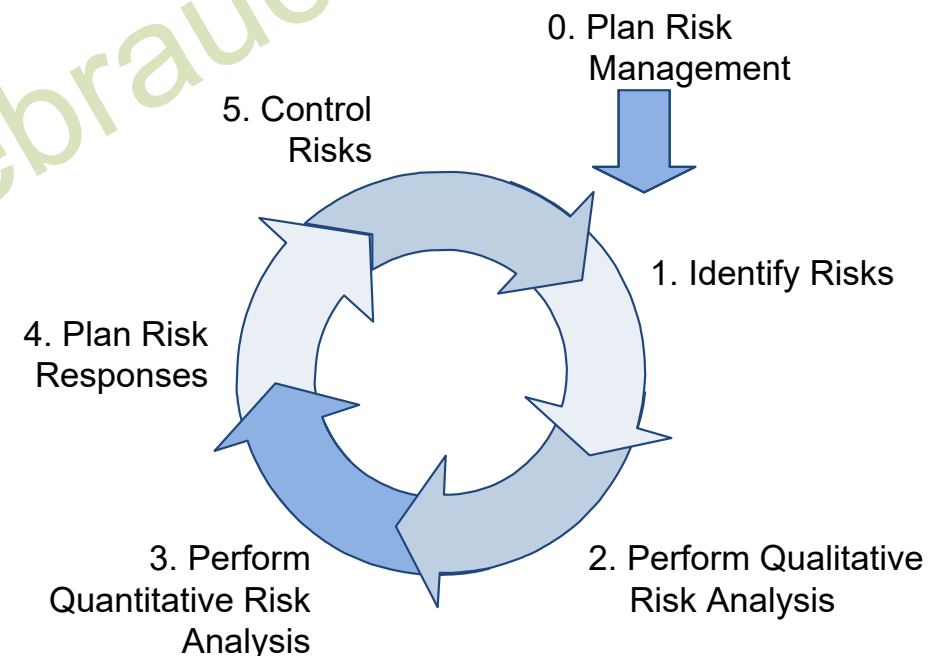 0. Plan Risk
Management
5. Control
Risks
1. Identify Risks
4. Plan Risk
Responses
3. Perform
Quantitative Risk
Analysis
2. Perform Qualitative
Risk Analysis